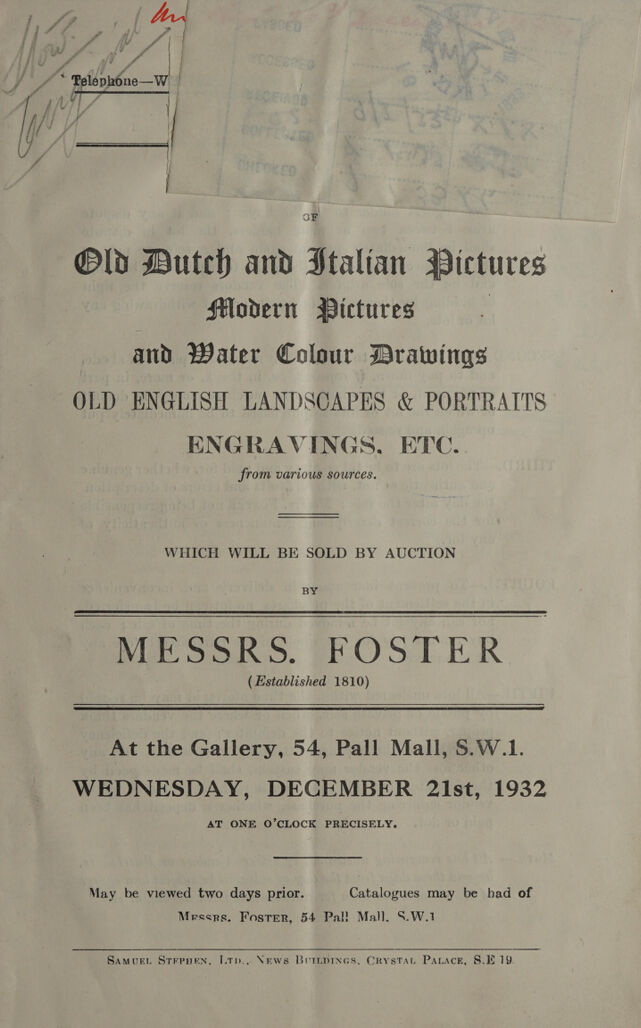 Telephone—W
OF
Old Dutch and Italian Pictures
Modern Pictures
and Water Colour Drawings
OLD ENGLISH LANDSCAPES & PORTRAITS
ENGRAVINGS, ETC.
from various sources.
WHICH WILL BE SOLD BY AUCTION
BY
MESSRS. FOSTER
(Established 1810)
At the Gallery, 54, Pall Mall, S.W.1.
WEDNESDAY, DECEMBER 21st, 1932
AT ONE O'CLOCK PRECISELY.
May be viewed two days prior. Catalogues may be had of
Messrs. Foster, 54 Pall Mall, S.W.1
Samuel Stephen, Ltd., News Buildings, Crystal Palace, S.E 19.